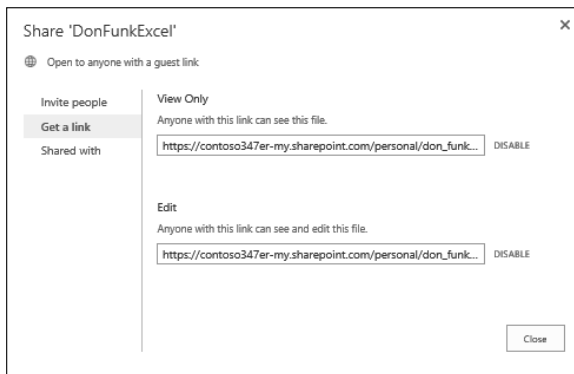 Share 'DonFunkExcel'
Open to anyone with a guest link
Invite people
Get a link
Shared with
View Only
Anyone with this link can see this file.
https://contoso347er-my.sharepoint.com/personal/don_funk... DISABLE
Edit
Anyone with this link can see and edit this file.
https://contoso347er-my.sharepoint.com/personal/don_funk... DISABLE
Close